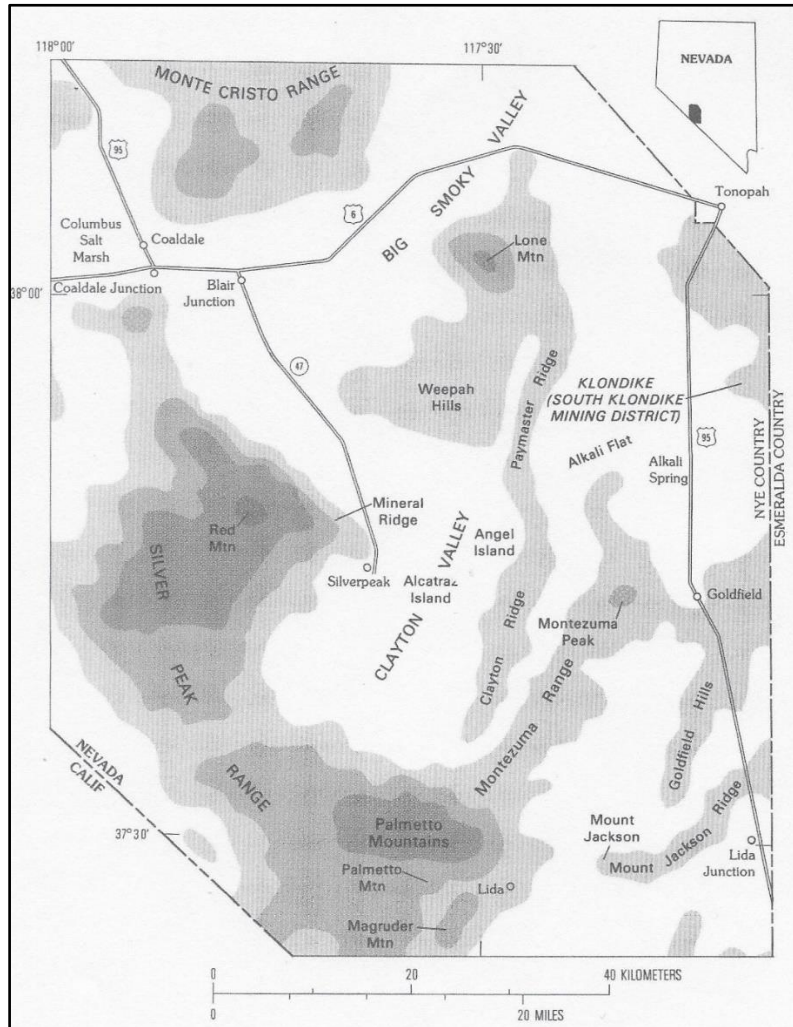 118°00'
117°30'
NEVADA
MONTE CRISTO RANGE
95
BIG SMOKY VALLEY
6
Tonopah
Columbus
Salt
Marsh
Coaldale
Lone
Mtn
Coaldale Junction
Blair
Junction
38°00'
47
Weepah
Hills
Paymaster Ridge
KLONDIKE
(SOUTH KLONDIKE
MINING DISTRICT)
Alkali Flat
95
Alkali
Spring
NYE COUNTRY
ESMERALDA COUNTRY
Mineral
Ridge
Red
Mtn
Angel
Island
Silverpeak
Alcatraz
Island
CLAYTON VALLEY
Goldfield
Montezuma
Peak
SILVER PEAK RANGE
Clayton Ridge
Montezuma Range
Goldfield Hills
NEVADA
CALIF
37°30'
Palmetto
Mountains
Mount
Jackson
Mount Jackson Ridge
Lida
Junction
Palmetto
Mtn
Lida
Magruder
Mtn
0 20 40 KILOMETERS
0 20 MILES